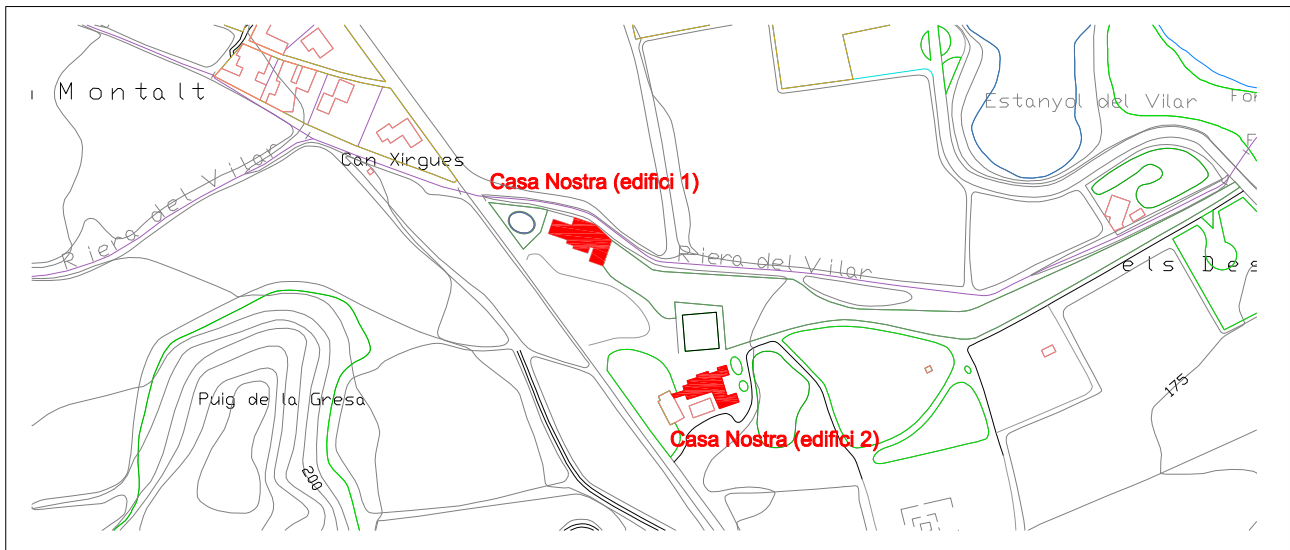 Montalt
Estanyol del Vilar
Can Xirgues
Riera del Vilar
Casa Nostra (edifici 1)
Riera del Vilar
els Des
175
Puig de la Gresa
Casa Nostra (edifici 2)
200